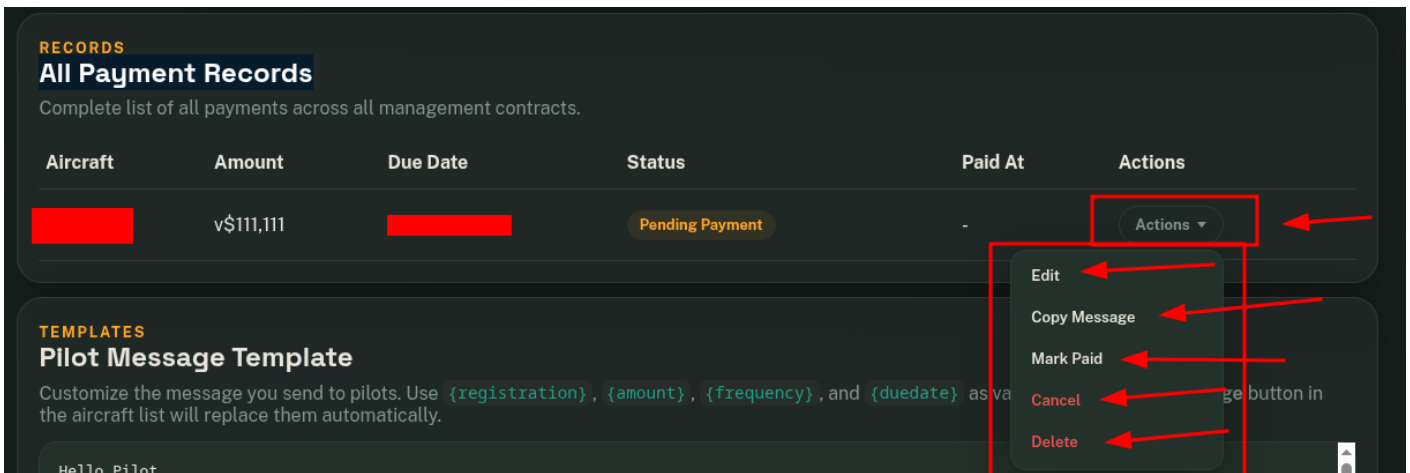 RECORDS
All Payment Records
Complete list of all payments across all management contracts.
Aircraft Amount Due Date Status Paid At Actions
v$111,111 Pending Payment - Actions
Edit
Copy Message
Mark Paid
Cancel
Delete
TEMPLATES
Pilot Message Template
Customize the message you send to pilots. Use {registration}, {amount}, {frequency}, and {duedate} as va ge button in
the aircraft list will replace them automatically.
Hello Pilot